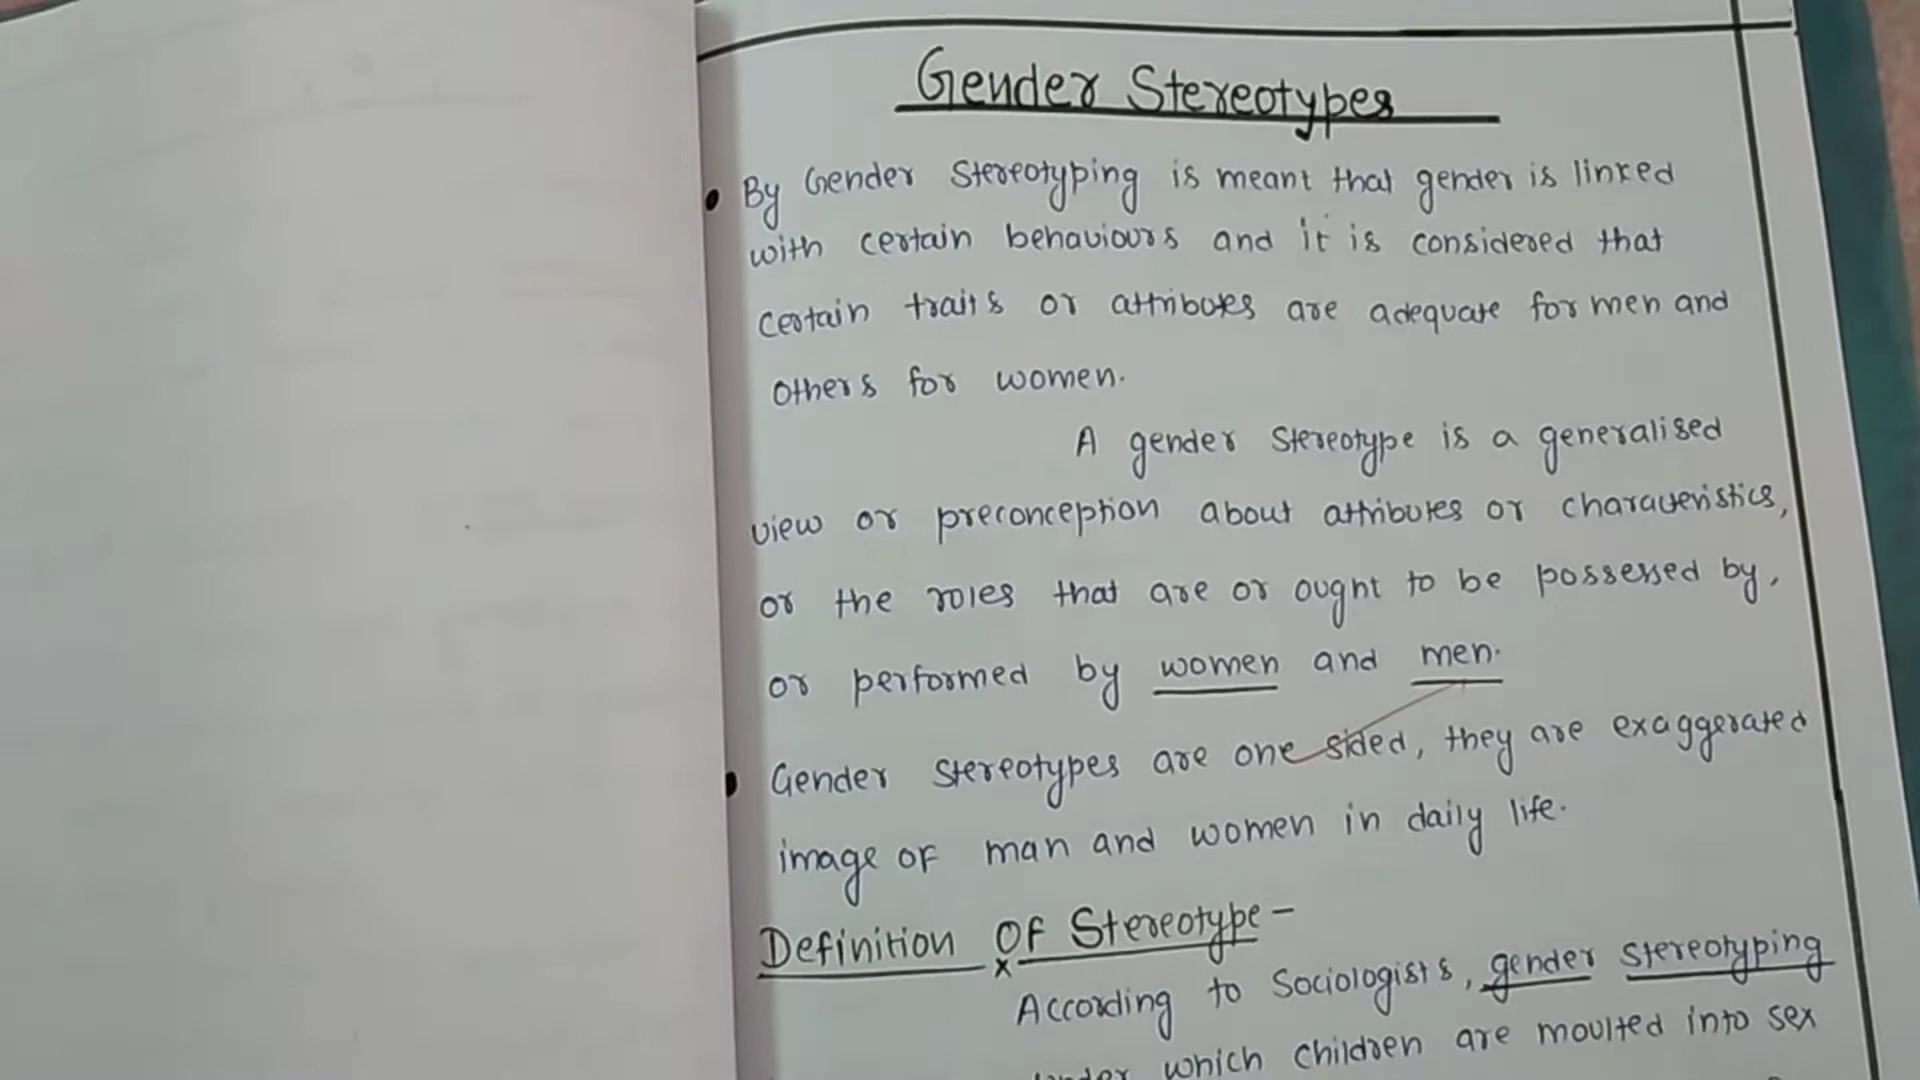 Gender Stereotypes
• By Gender Stereotyping is meant that gender is linked
with certain behaviours and it is considered that
certain traits or attributes are adequate for men and
others for women.
A gender stereotype is a generalised
view or preconception about attributes or characteristics,
or the roles that are or ought to be possessed by,
or performed by women and men.
• Gender stereotypes are one sided, they are exaggerated
image of man and women in daily life.
Definition Of Stereotype -
According to Sociologists, gender stereotyping
which children are moulted into sex